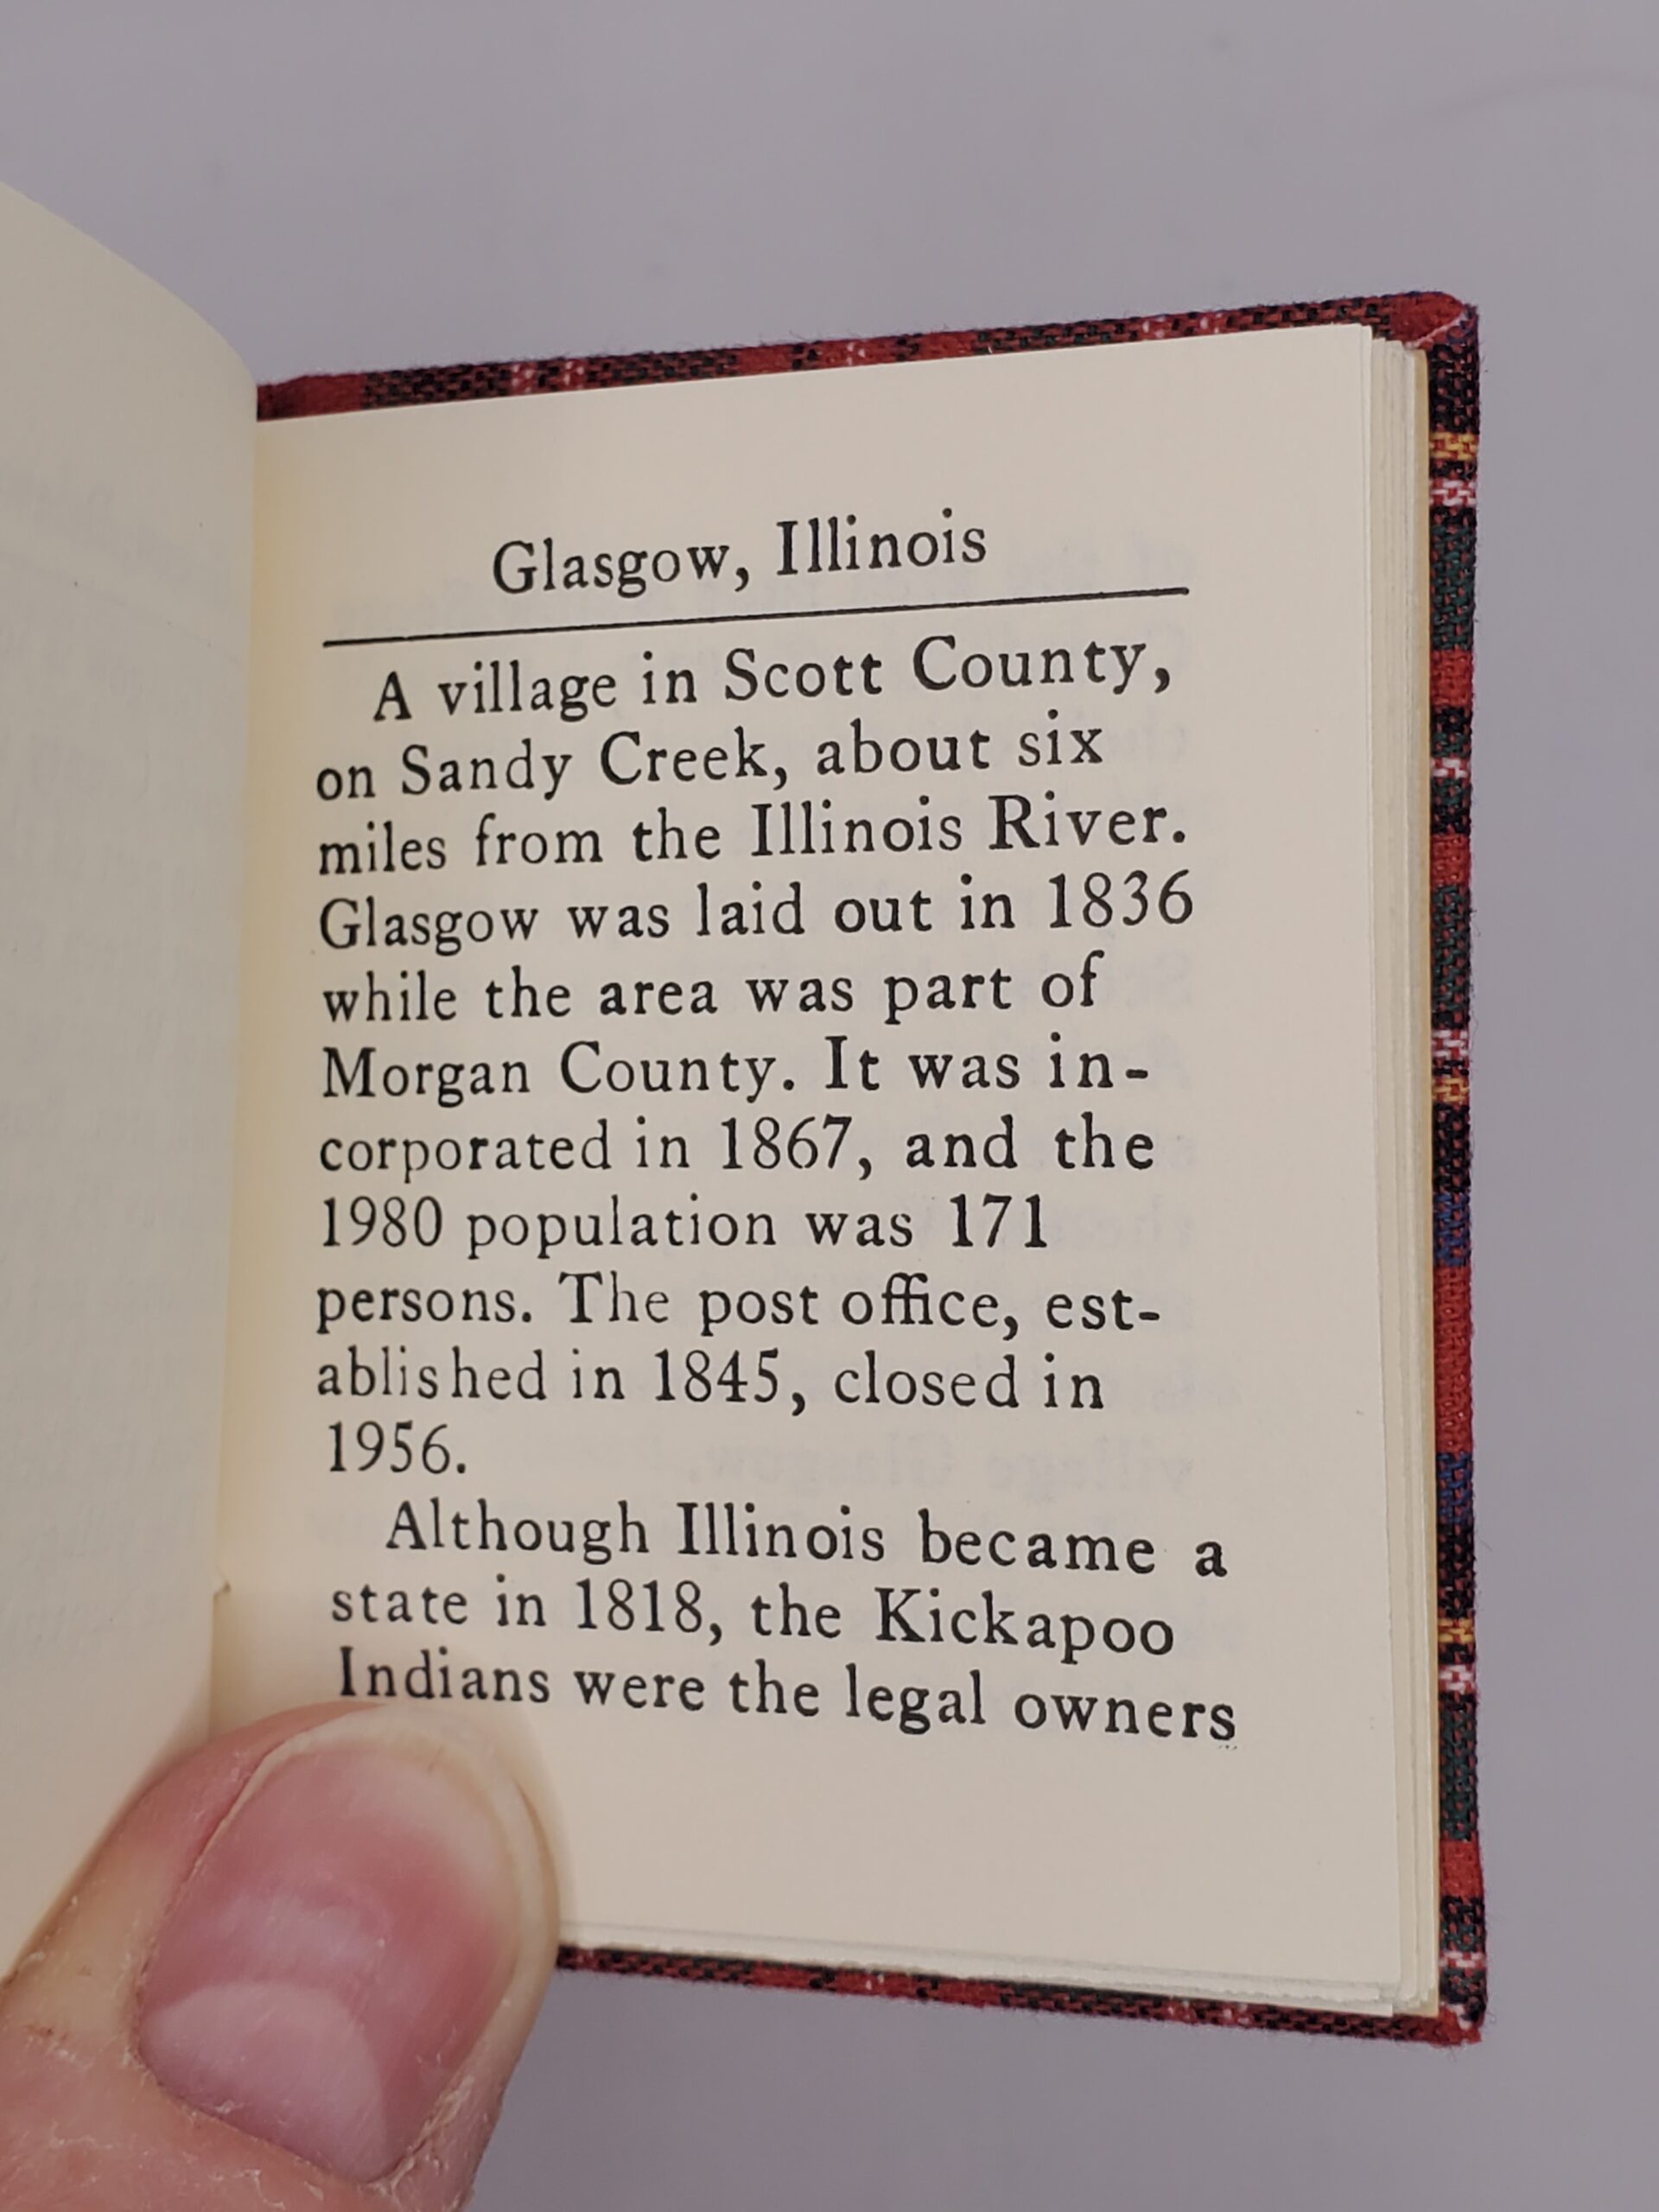 Glasgow, Illinois
A village in Scott County,
on Sandy Creek, about six
miles from the Illinois River.
Glasgow was laid out in 1836
while the area was part of
Morgan County. It was in-
corporated in 1867, and the
1980 population was 171
persons. The post office, est-
ablished in 1845, closed in
1956.
Although Illinois became a
state in 1818, the Kickapoo
Indians were the legal owners